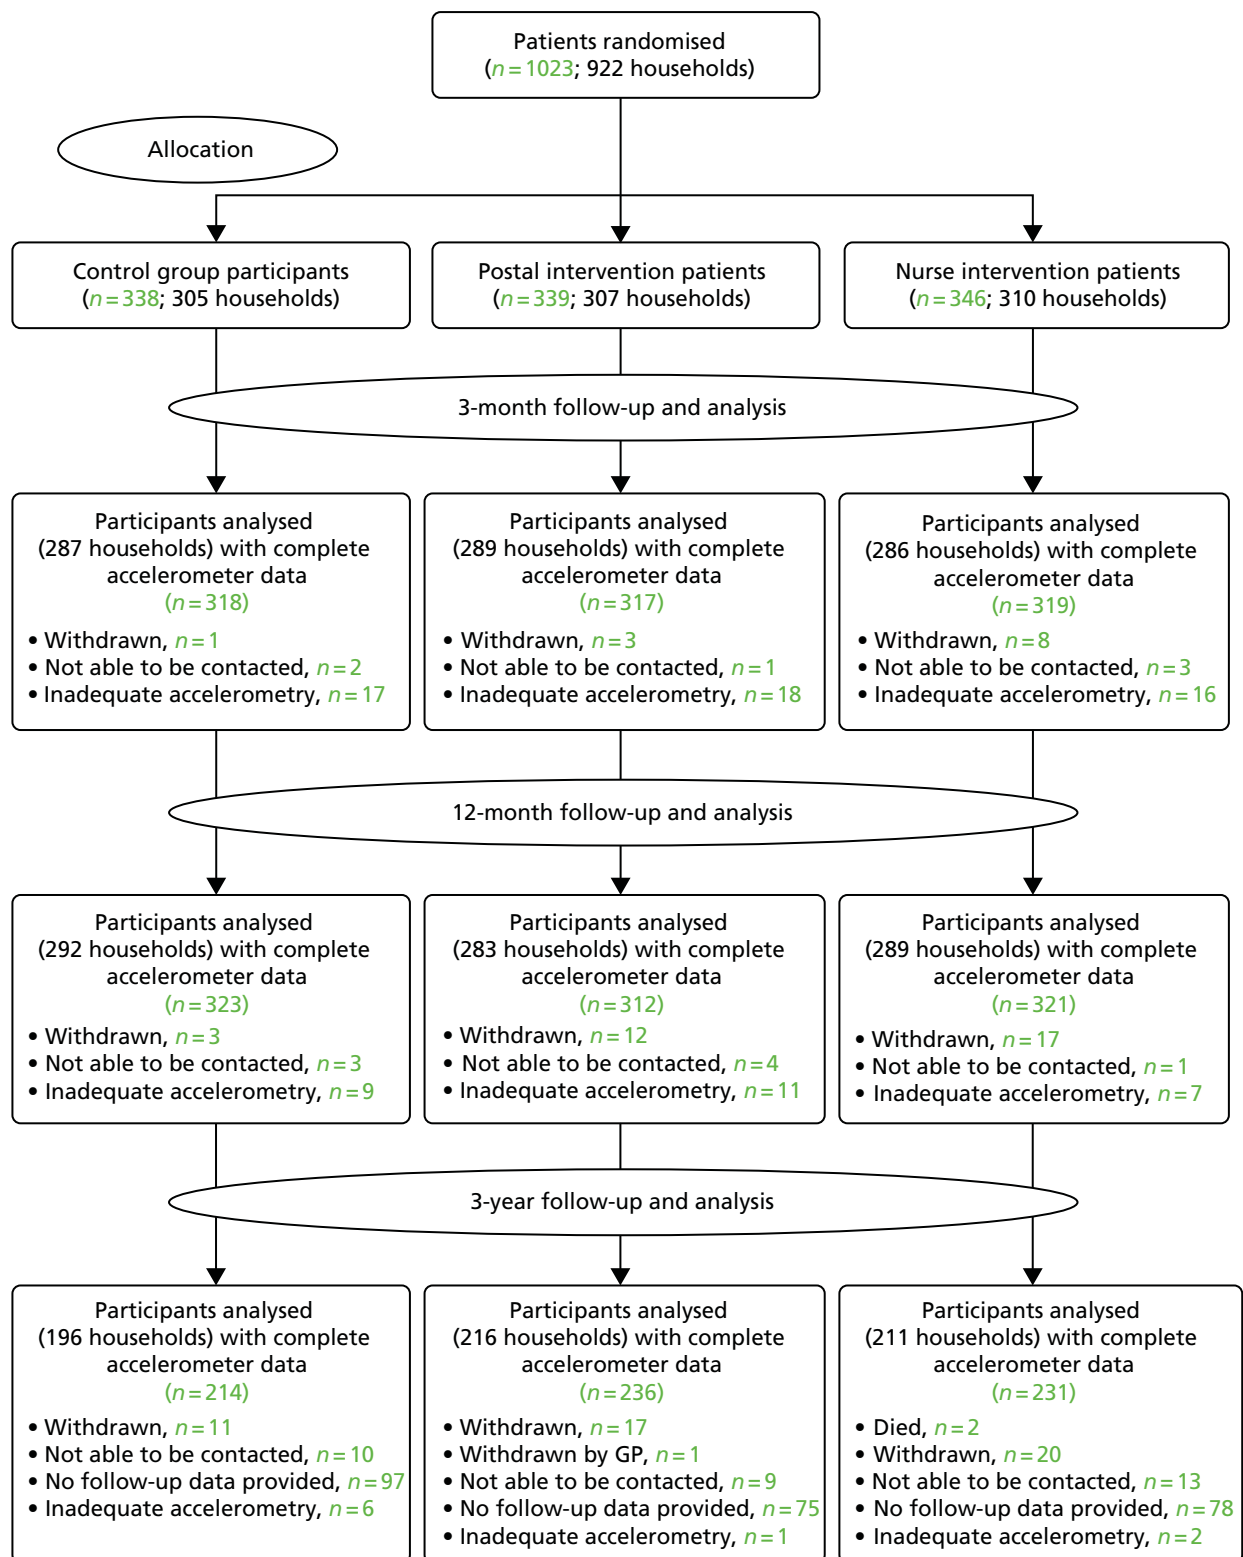 Patients randomised
(n=1023; 922 households)
Allocation
Control group participants
(n=338; 305 households)
Postal intervention patients
(n=339; 307 households)
Nurse intervention patients
(n=346; 310 households)
3-month follow-up and analysis
Participants analysed
(287 households) with complete
accelerometer data
(n=318)
• Withdrawn, n=1
• Not able to be contacted, n=2
• Inadequate accelerometry, n=17
Participants analysed
(289 households) with complete
accelerometer data
(n=317)
• Withdrawn, n=3
• Not able to be contacted, n=1
• Inadequate accelerometry, n=18
Participants analysed
(286 households) with complete
accelerometer data
(n=319)
• Withdrawn, n=8
• Not able to be contacted, n=3
• Inadequate accelerometry, n=16
12-month follow-up and analysis
Participants analysed
(292 households) with complete
accelerometer data
(n=323)
• Withdrawn, n=3
• Not able to be contacted, n=3
• Inadequate accelerometry, n=9
Participants analysed
(283 households) with complete
accelerometer data
(n=312)
• Withdrawn, n=12
• Not able to be contacted, n=4
• Inadequate accelerometry, n=11
Participants analysed
(289 households) with complete
accelerometer data
(n=321)
• Withdrawn, n=17
• Not able to be contacted, n=1
• Inadequate accelerometry, n=7
3-year follow-up and analysis
Participants analysed
(196 households) with complete
accelerometer data
(n=214)
• Withdrawn, n=11
• Not able to be contacted, n=10
• No follow-up data provided, n=97
• Inadequate accelerometry, n=6
Participants analysed
(216 households) with complete
accelerometer data
(n=236)
• Withdrawn, n=17
• Withdrawn by GP, n=1
• Not able to be contacted, n=9
• No follow-up data provided, n=75
• Inadequate accelerometry, n=1
Participants analysed
(211 households) with complete
accelerometer data
(n=231)
• Died, n=2
• Withdrawn, n=20
• Not able to be contacted, n=13
• No follow-up data provided, n=78
• Inadequate accelerometry, n=2